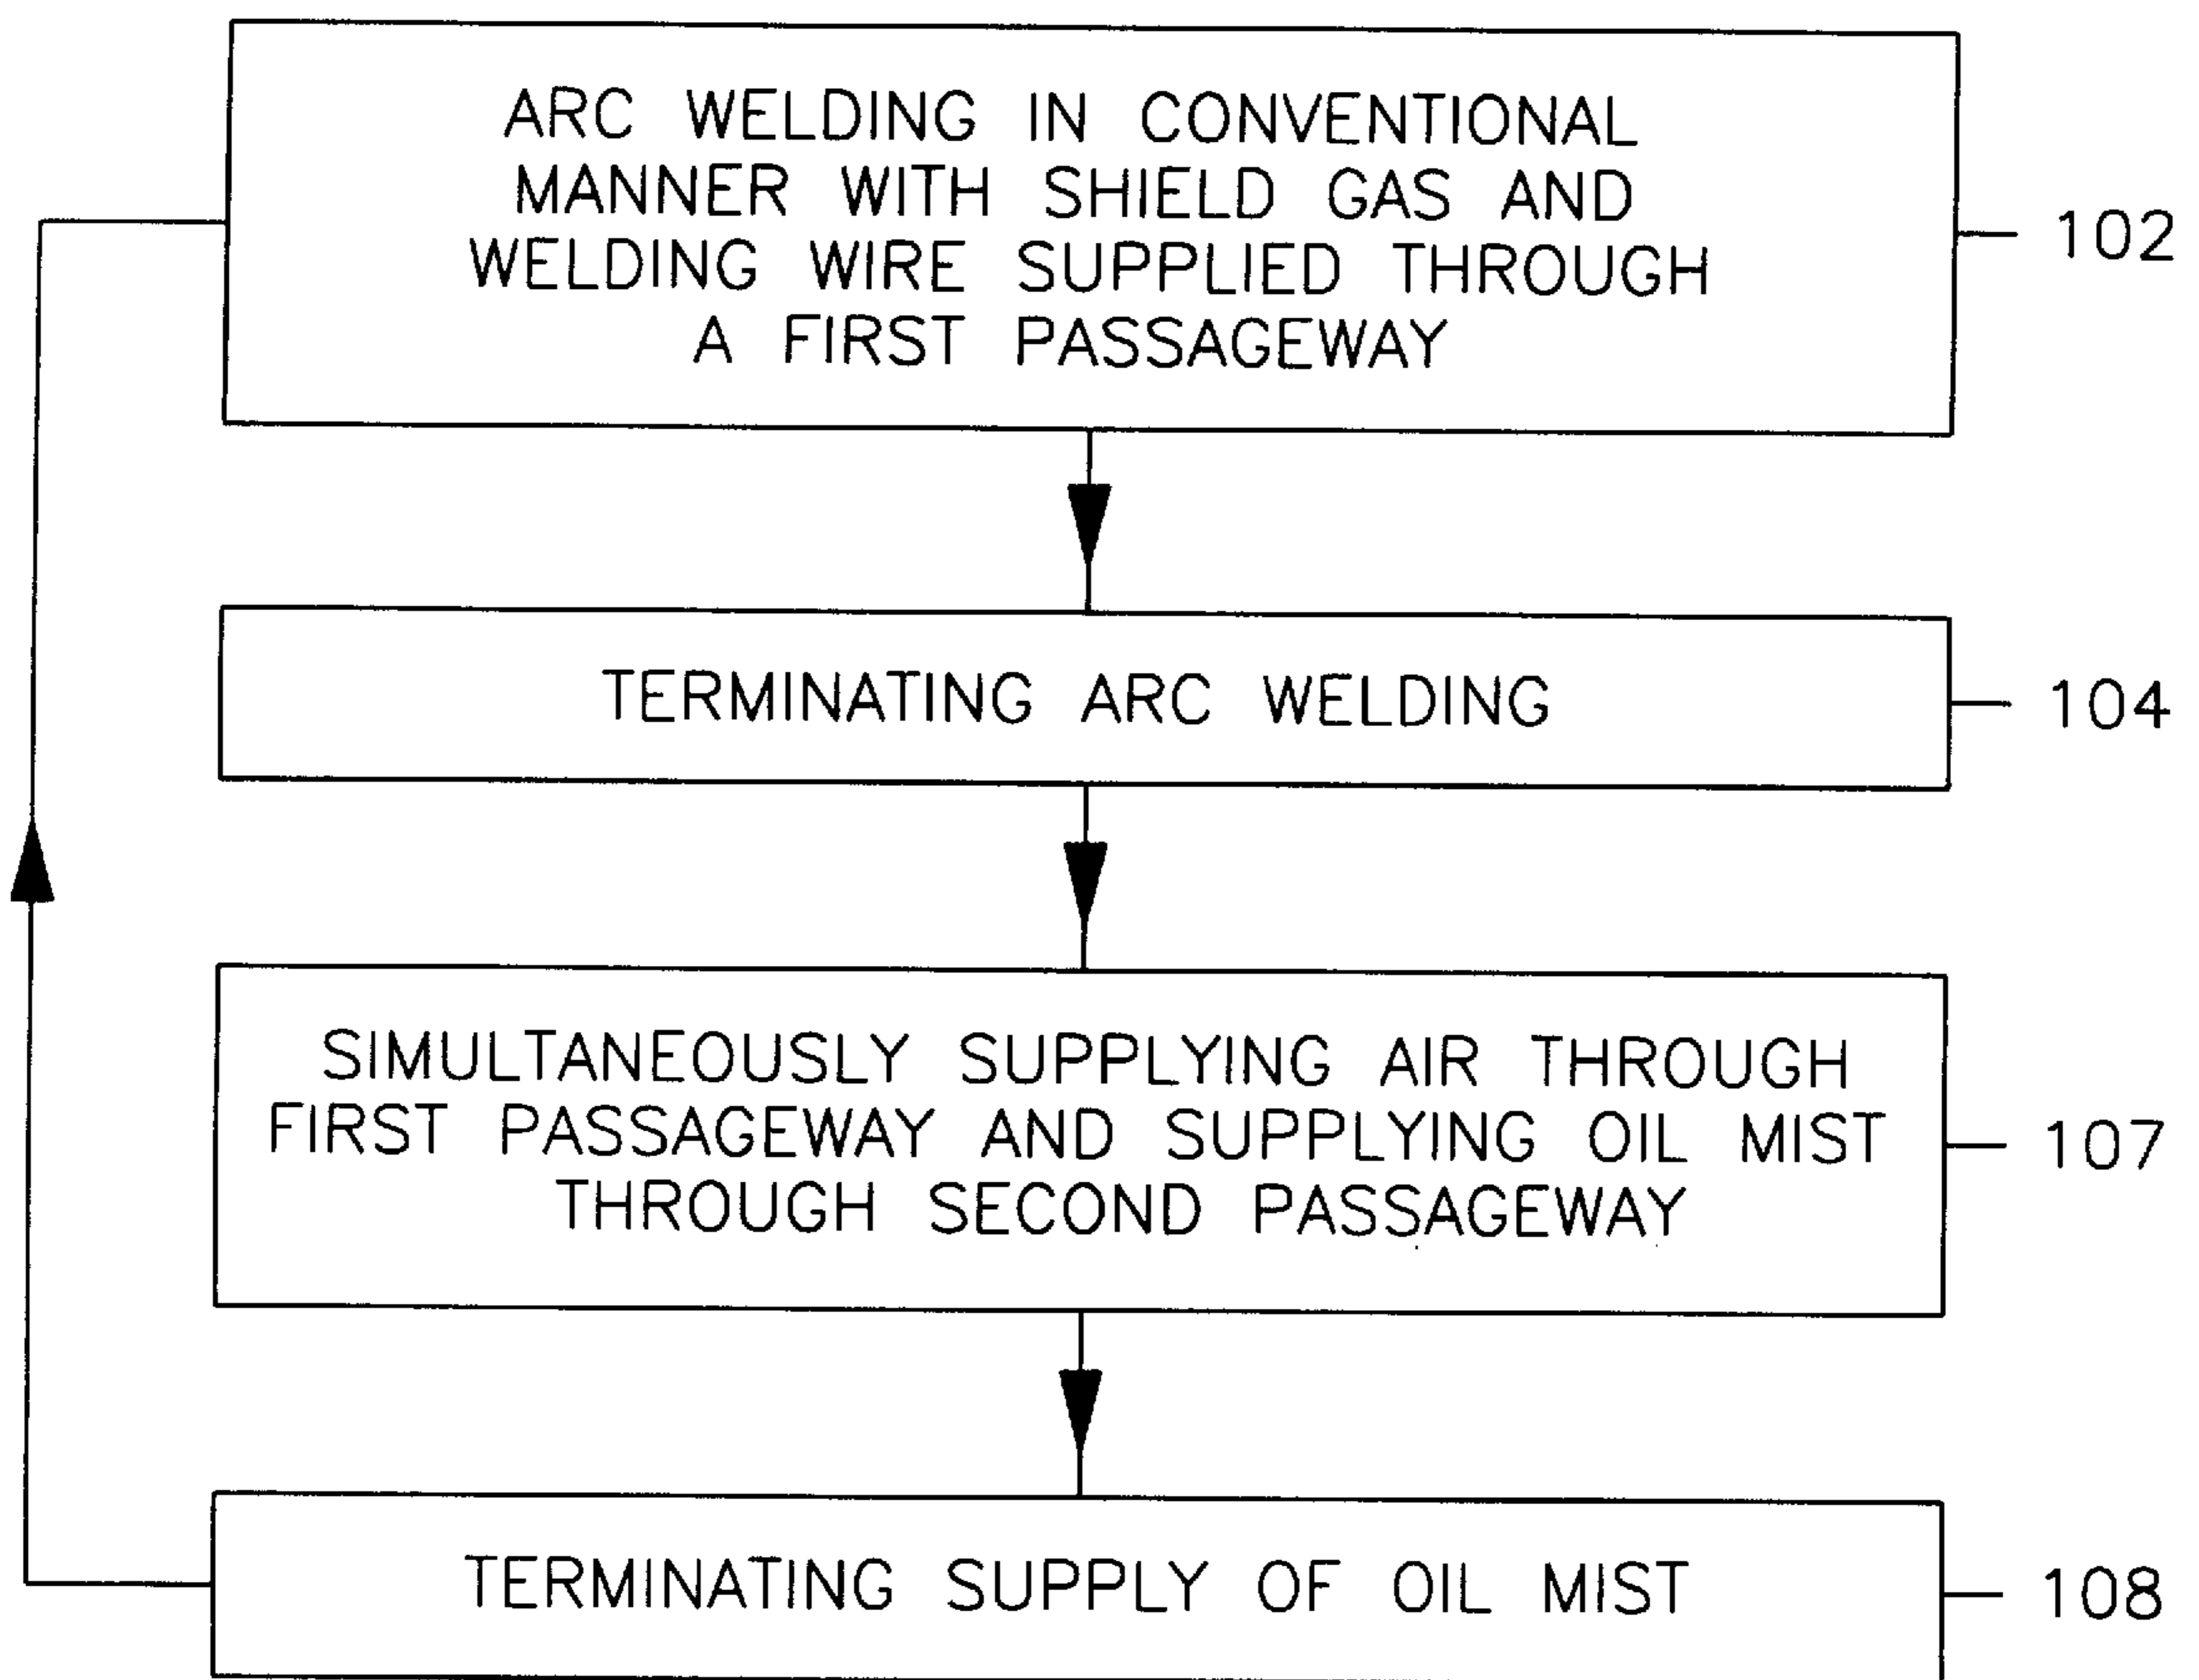 ARC WELDING IN CONVENTIONAL
MANNER WITH SHIELD GAS AND
WELDING WIRE SUPPLIED THROUGH
A FIRST PASSAGEWAY
102
TERMINATING ARC WELDING
104
SIMULTANEOUSLY SUPPLYING AIR THROUGH
FIRST PASSAGEWAY AND SUPPLYING OIL MIST
THROUGH SECOND PASSAGEWAY
107
TERMINATING SUPPLY OF OIL MIST
108